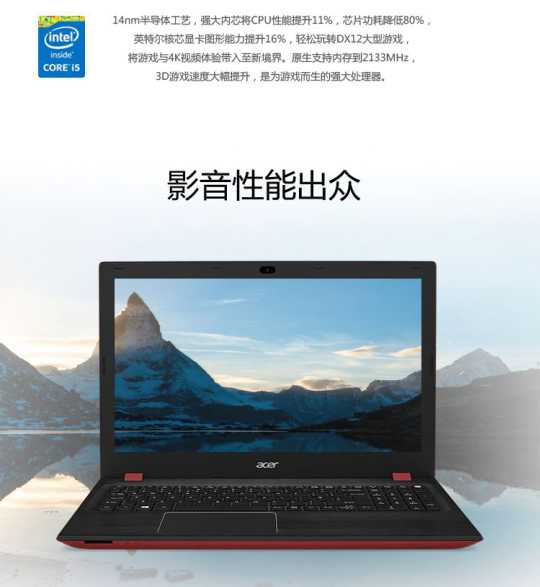 14nm半导体工艺，强大内芯将CPU性能提升11%，芯片功耗降低80%，
英特尔核芯显卡图形能力提升16%，轻松玩转DX12大型游戏，
将游戏与4K视频体验带入至新境界。原生支持内存到2133MHz，
3D游戏速度大幅提升，是为游戏而生的强大处理器。
intel
inside
CORE i5
影音性能出众
acer